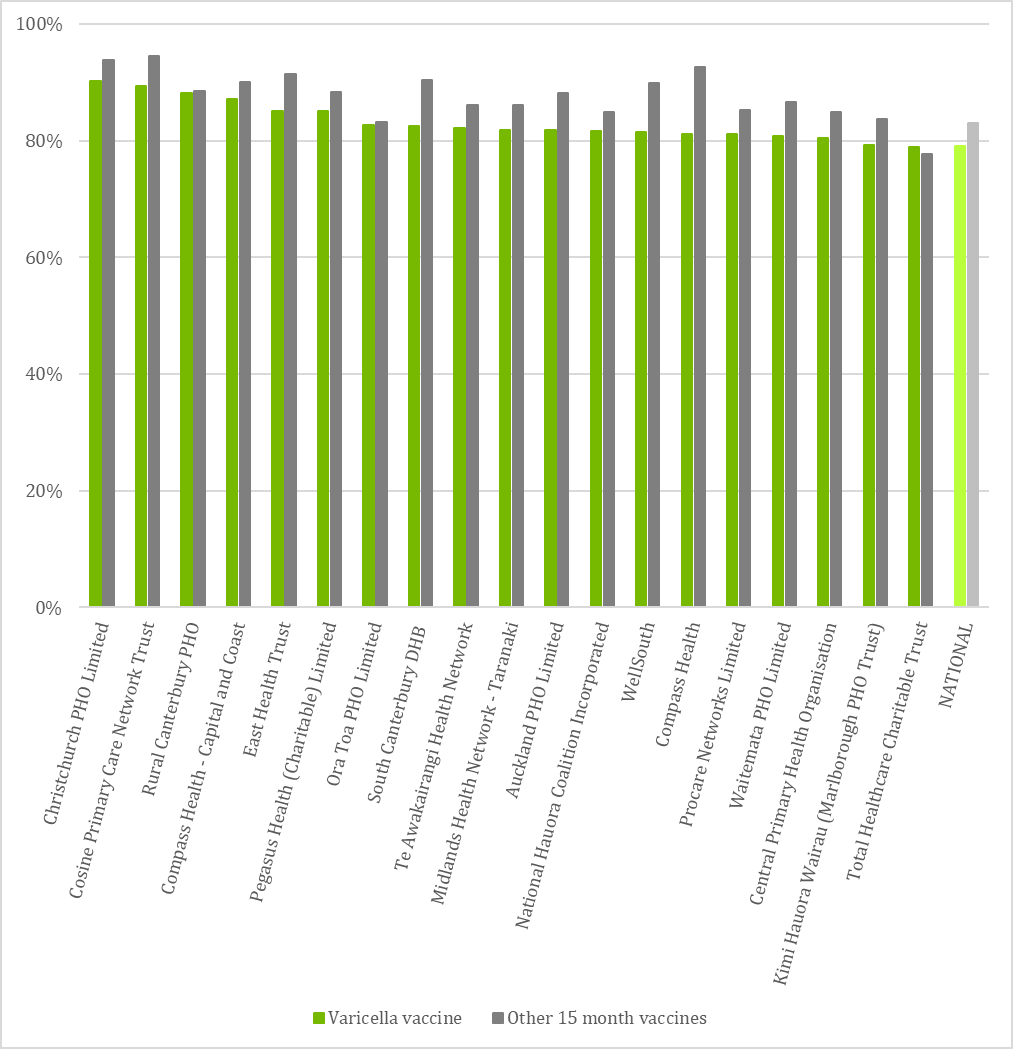 100%
80%
60%
40%
20%
0%
Christchurch PHO Limited
Cosine Primary Care Network Trust
Rural Canterbury PHO
Compass Health - Capital and Coast
East Health Trust
Pegasus Health (Charitable) Limited
Ora Toa PHO Limited
South Canterbury DHB
Te Awakairangi Health Network
Midlands Health Network - Taranaki
Auckland PHO Limited
National Hauora Coalition Incorporated
WellSouth
Compass Health
Procare Networks Limited
Waitemata PHO Limited
Central Primary Health Organisation
Kimi Hauora Wairau (Marlborough PHO Trust)
Total Healthcare Charitable Trust
NATIONAL
Varicella vaccine
Other 15 month vaccines